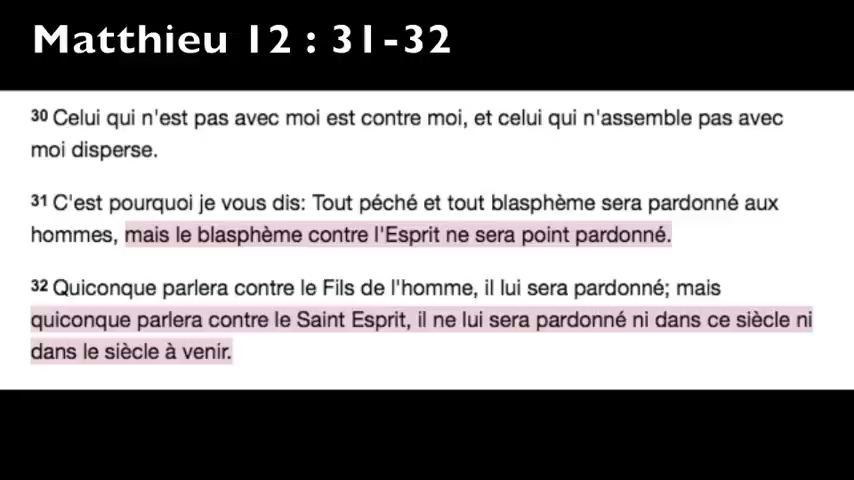 Matthieu 12 : 31-32
30 Celui qui n'est pas avec moi est contre moi, et celui qui n'assemble pas avec
moi disperse.
31 C'est pourquoi je vous dis: Tout péché et tout blasphème sera pardonné aux
hommes, mais le blasphème contre l'Esprit ne sera point pardonné.
32 Quiconque parlera contre le Fils de l'homme, il lui sera pardonné; mais
quiconque parlera contre le Saint Esprit, il ne lui sera pardonné ni dans ce siècle ni
dans le siècle à venir.